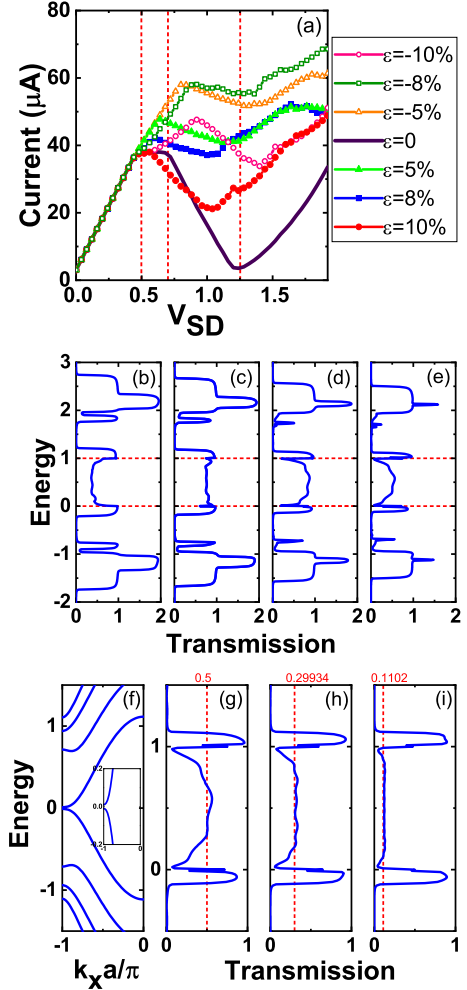 (a)
80
60
40
20
0
Current (μA)
0.0 0.5 1.0 1.5
V_SD
ε=-10%
ε=-8%
ε=-5%
ε=0
ε=5%
ε=8%
ε=10%
(b) (c) (d) (e)
3
2
1
0
-1
-2
Energy
0 1 2 0 1 2 0 1 2 0 1 2
Transmission
0.5 0.29934 0.1102
(f) (g) (h) (i)
1
0
-1
Energy
0.2
0.0
-0.2
-1 0
1
0
-1 0 0 1 0 1 0 1
k_x a/π Transmission